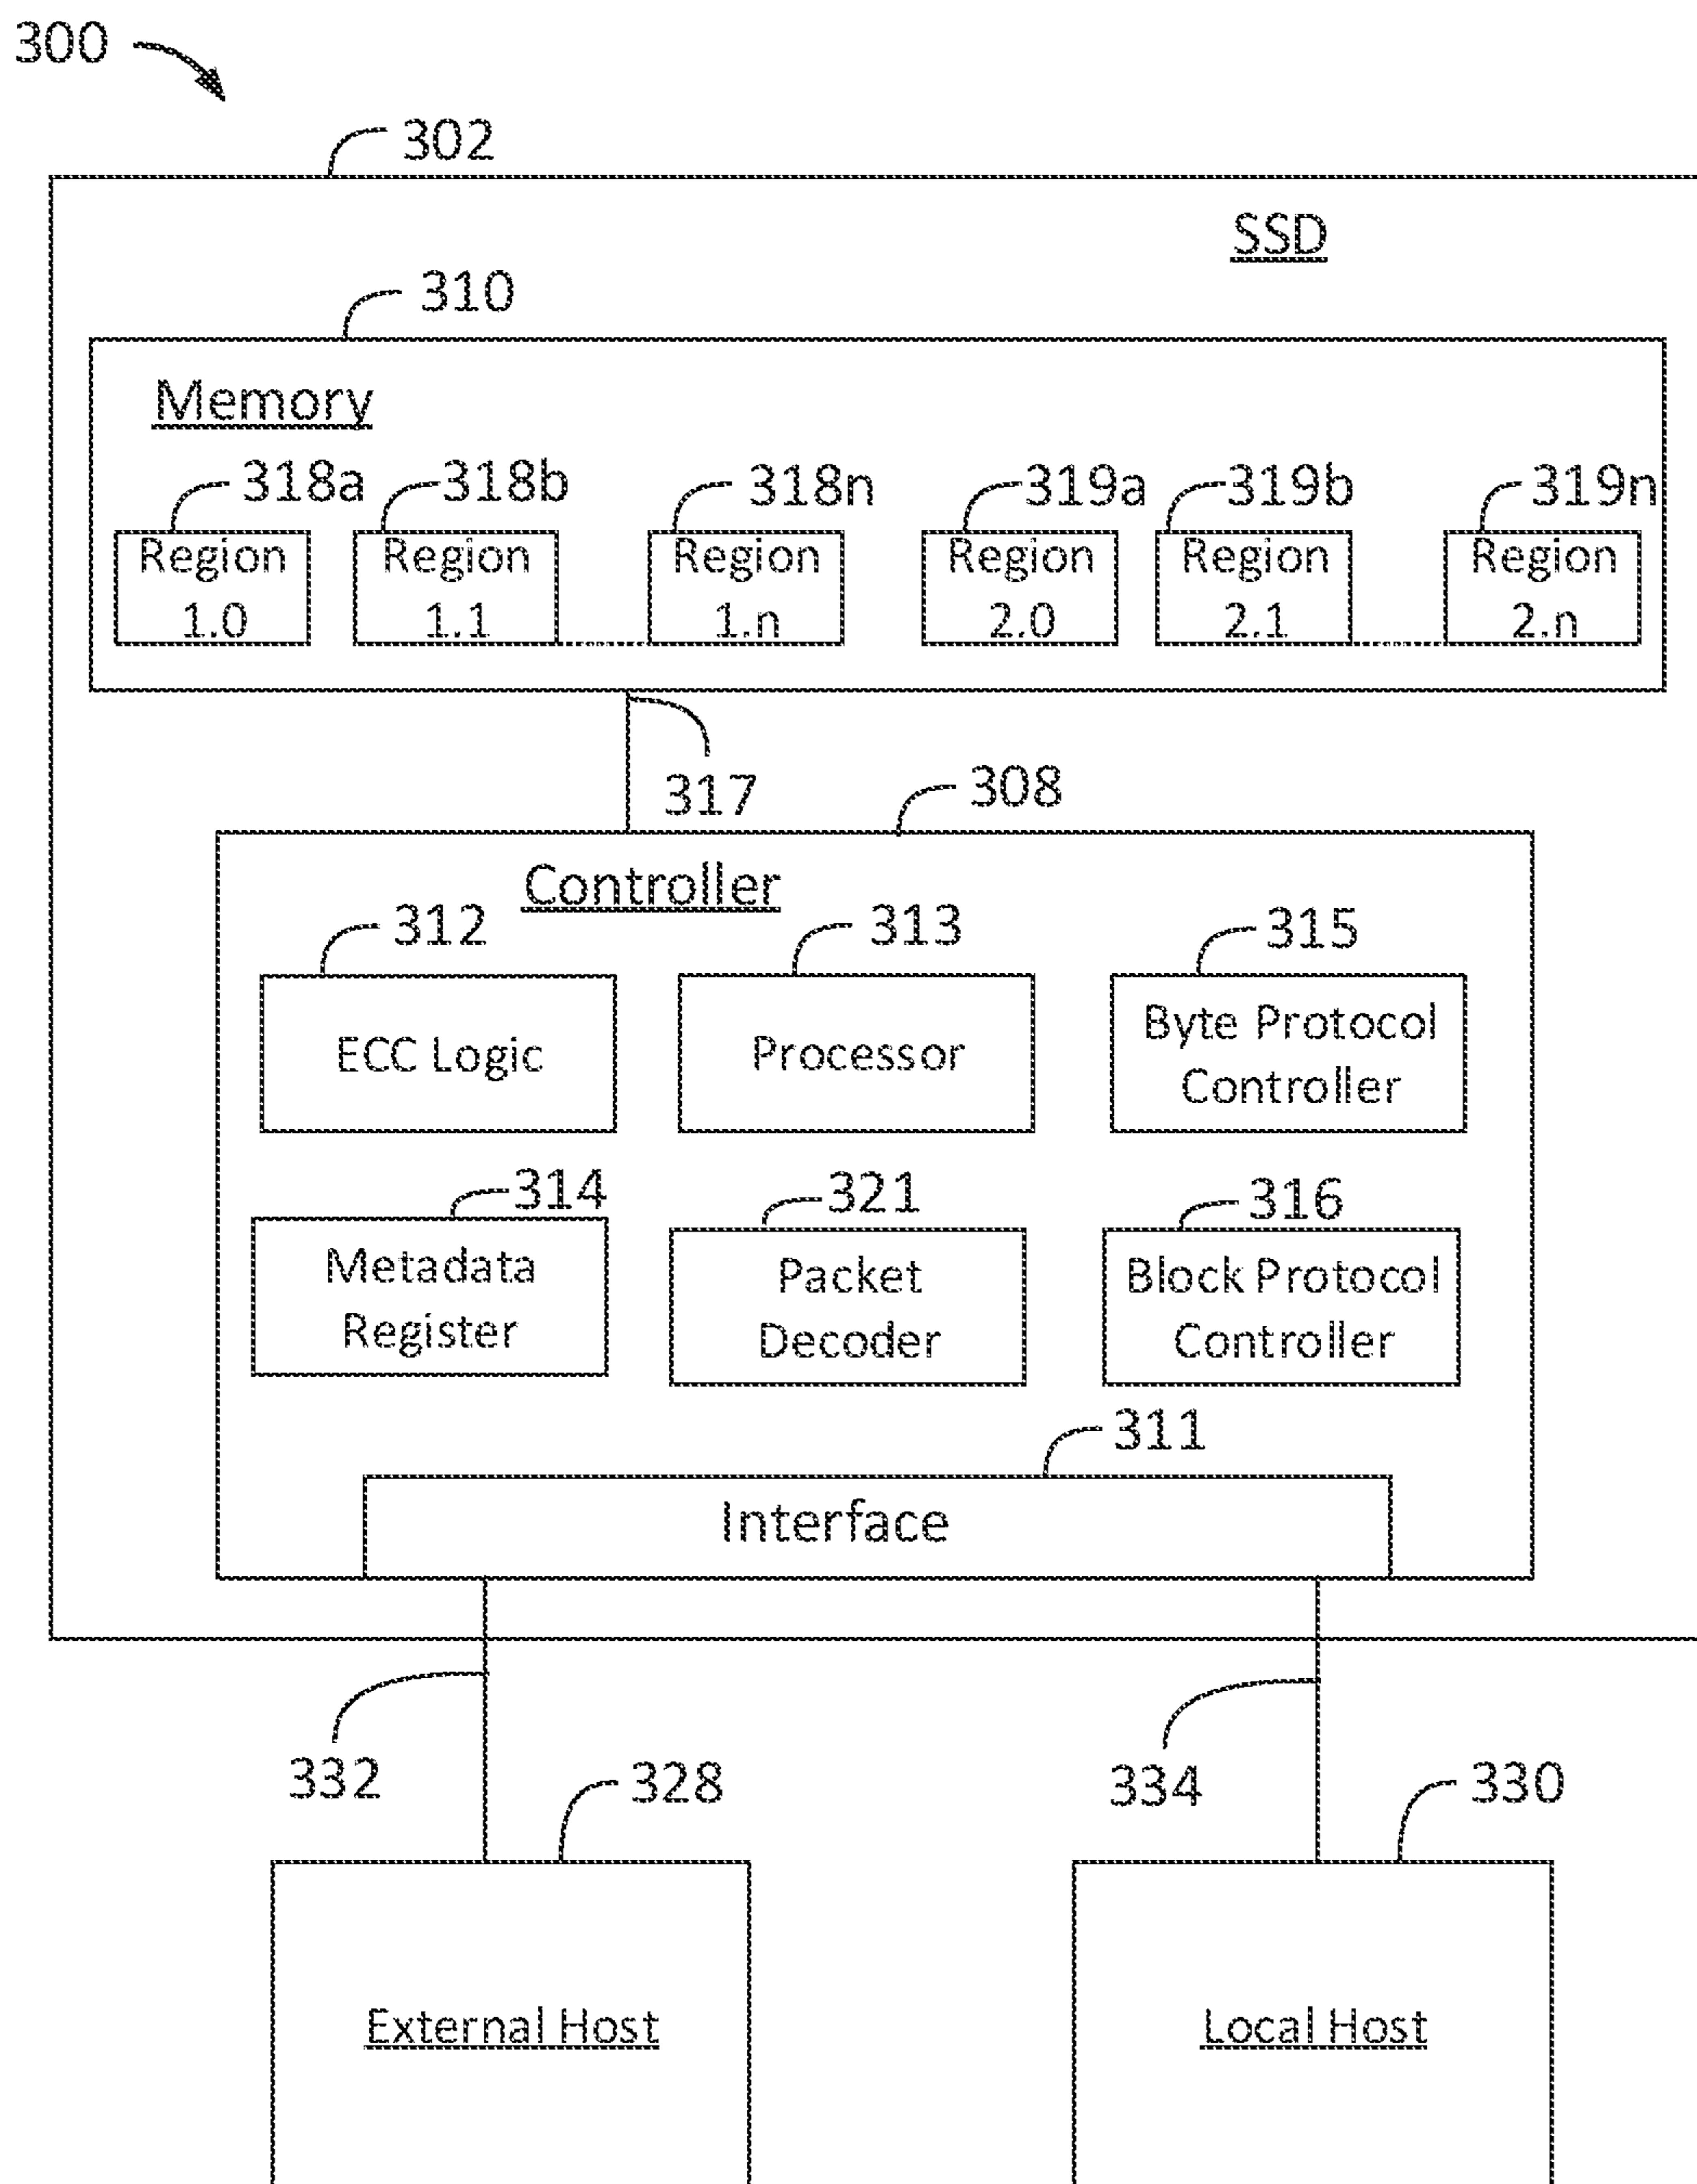 300
302
SSD
310
Memory
318a 318b 318n 319a 319b 319n
Region Region Region Region Region Region
1.0 1.1 1.n 2.0 2.1 2.n
317
308
Controller
312 313 315
ECC Logic
Processor
Byte Protocol
Controller
314 321 316
Metadata
Register
Packet
Decoder
Block Protocol
Controller
311
Interface
332 328 334 330
External Host
Local Host